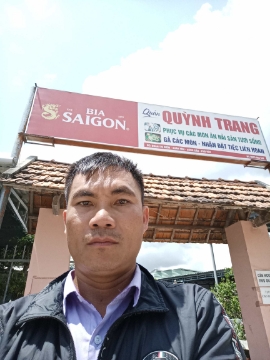 BIA
SAIGON
Quán
QUỲNH TRANG
PHỤC VỤ CÁC MÓN ĂN HẢI SẢN TƯƠI SỐNG
GÀ CÁC MÓN - NHẬN ĐẶT TIỆC LIÊN HOAN